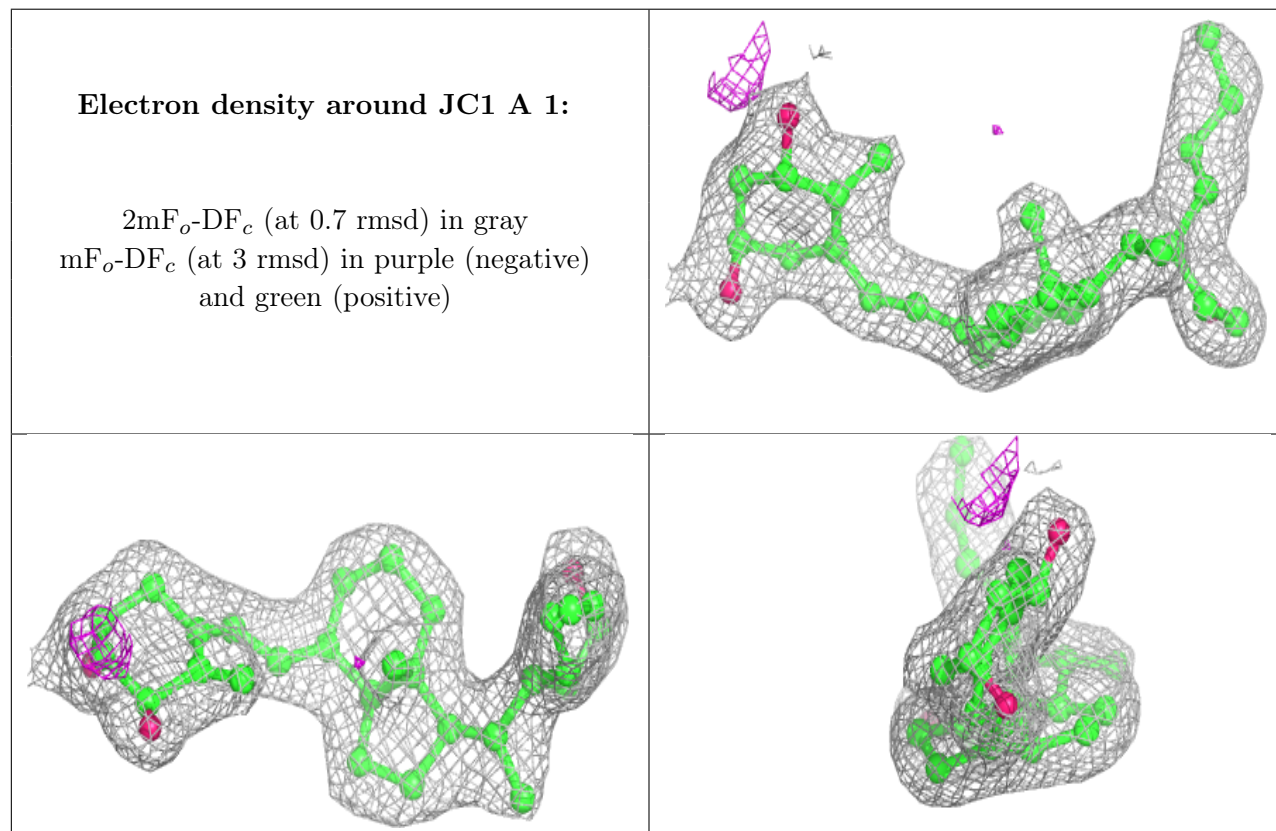 Electron density around JC1 A 1:
2mFo-DFc (at 0.7 rmsd) in gray
mFo-DFc (at 3 rmsd) in purple (negative)
and green (positive)